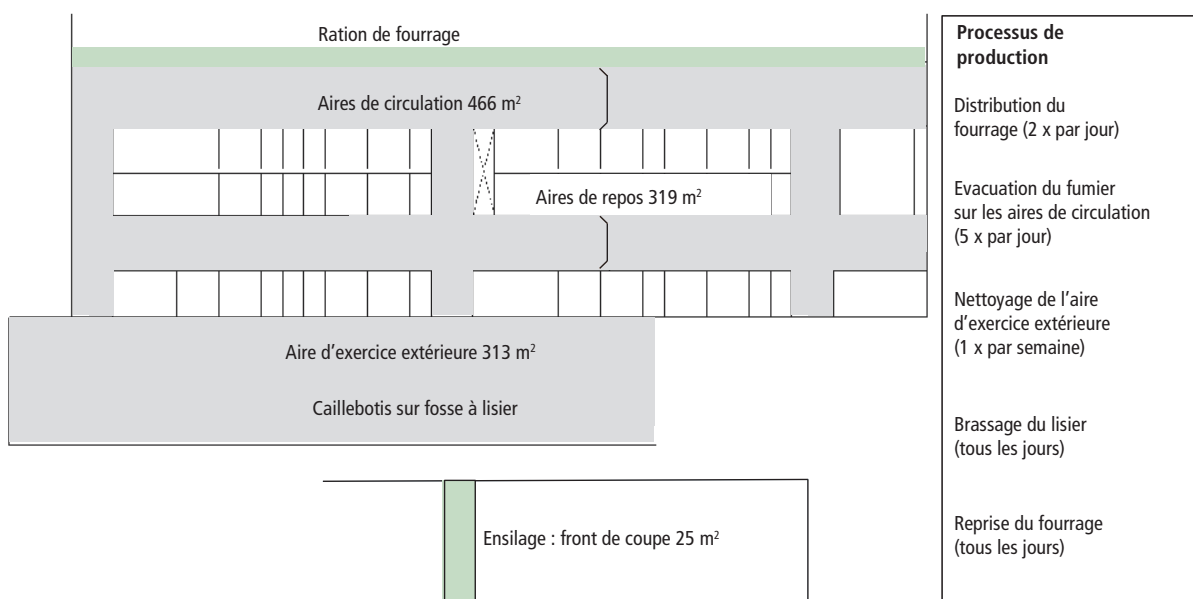 Ration de fourrage
Aires de circulation 466 m²
Aires de repos 319 m²
Aire d’exercice extérieure 313 m²
Caillebotis sur fosse à lisier
Ensilage : front de coupe 25 m²
Processus de
production
Distribution du
fourrage (2 x par jour)
Evacuation du fumier
sur les aires de circulation
(5 x par jour)
Nettoyage de l’aire
d’exercice extérieure
(1 x par semaine)
Brassage du lisier
(tous les jours)
Reprise du fourrage
(tous les jours)